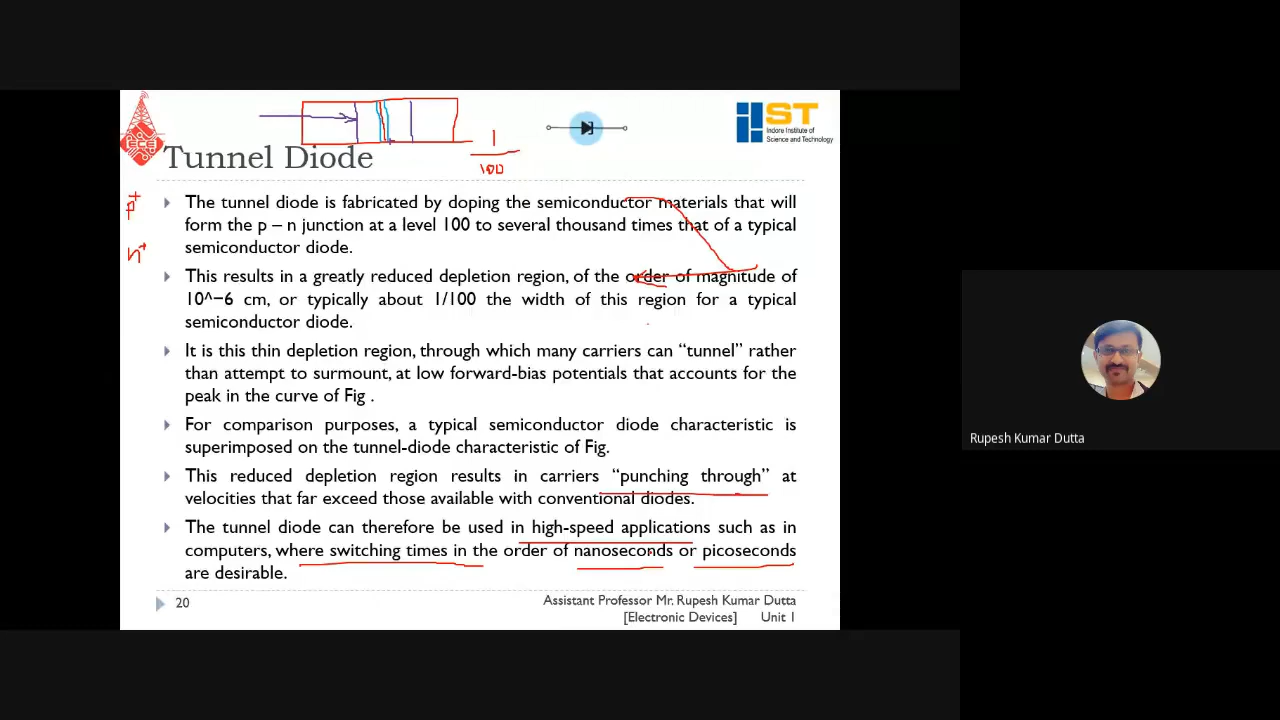 ST
Indore Institute of
Science and Technology
ECE
1
100
Tunnel Diode
p+
n+
The tunnel diode is fabricated by doping the semiconductor materials that will
form the p – n junction at a level 100 to several thousand times that of a typical
semiconductor diode.
This results in a greatly reduced depletion region, of the order of magnitude of
10^−6 cm, or typically about 1/100 the width of this region for a typical
semiconductor diode.
It is this thin depletion region, through which many carriers can “tunnel” rather
than attempt to surmount, at low forward-bias potentials that accounts for the
peak in the curve of Fig .
For comparison purposes, a typical semiconductor diode characteristic is
superimposed on the tunnel-diode characteristic of Fig.
This reduced depletion region results in carriers “punching through” at
velocities that far exceed those available with conventional diodes.
The tunnel diode can therefore be used in high-speed applications such as in
computers, where switching times in the order of nanoseconds or picoseconds
are desirable.
20
Assistant Professor Mr. Rupesh Kumar Dutta
[Electronic Devices] Unit 1
Rupesh Kumar Dutta